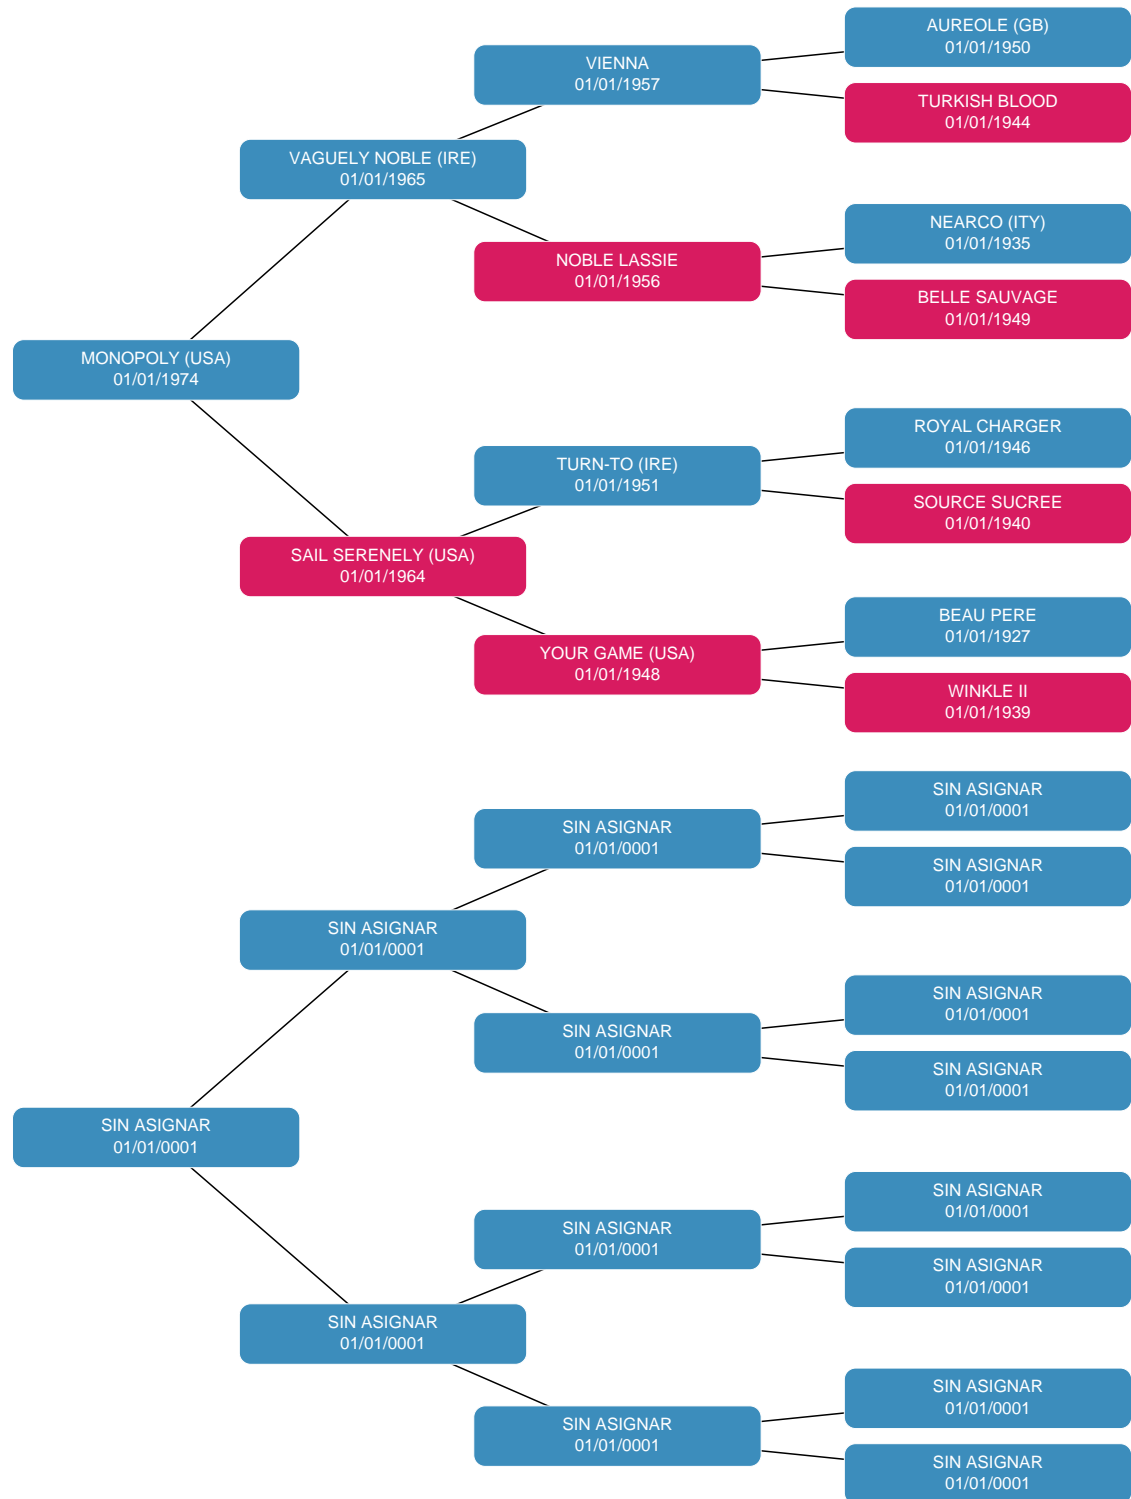 AUREOLE (GB)
01/01/1950
VIENNA
01/01/1957
TURKISH BLOOD
01/01/1944
VAGUELY NOBLE (IRE)
01/01/1965
NEARCO (ITY)
01/01/1935
NOBLE LASSIE
01/01/1956
BELLE SAUVAGE
01/01/1949
MONOPOLY (USA)
01/01/1974
ROYAL CHARGER
01/01/1946
TURN-TO (IRE)
01/01/1951
SOURCE SUCREE
01/01/1940
SAIL SERENELY (USA)
01/01/1964
BEAU PERE
01/01/1927
YOUR GAME (USA)
01/01/1948
WINKLE II
01/01/1939
SIN ASIGNAR
01/01/0001
SIN ASIGNAR
01/01/0001
SIN ASIGNAR
01/01/0001
SIN ASIGNAR
01/01/0001
SIN ASIGNAR
01/01/0001
SIN ASIGNAR
01/01/0001
SIN ASIGNAR
01/01/0001
SIN ASIGNAR
01/01/0001
SIN ASIGNAR
01/01/0001
SIN ASIGNAR
01/01/0001
SIN ASIGNAR
01/01/0001
SIN ASIGNAR
01/01/0001
SIN ASIGNAR
01/01/0001
SIN ASIGNAR
01/01/0001
SIN ASIGNAR
01/01/0001